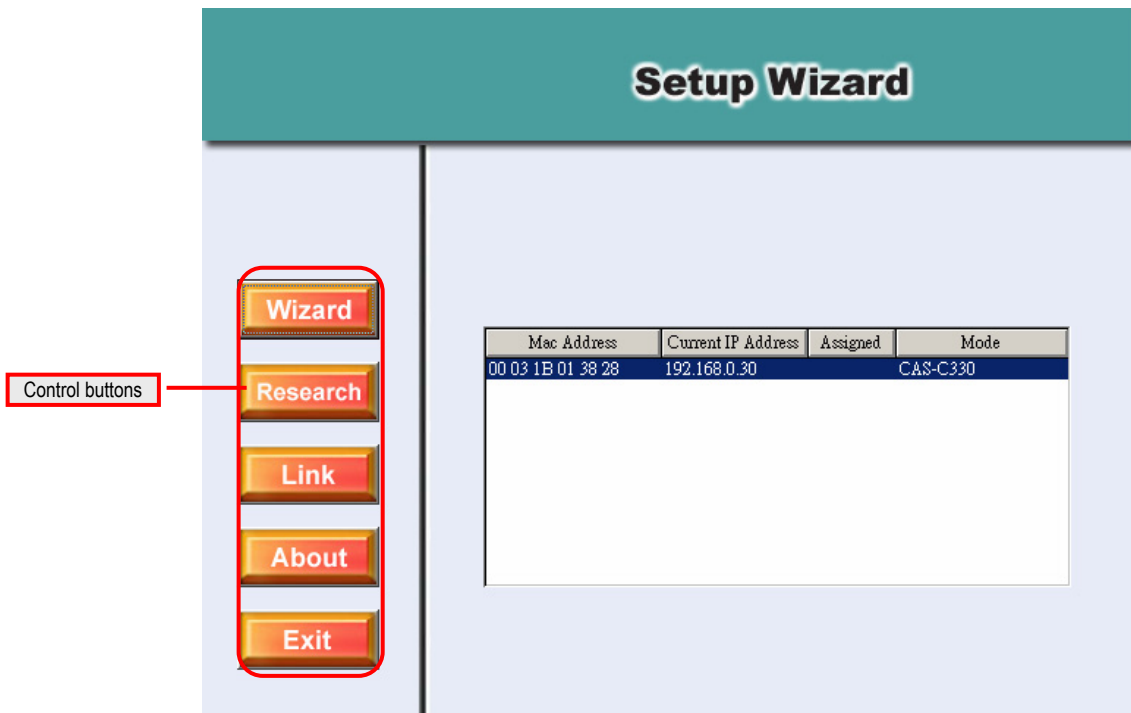 Setup Wizard
Wizard
Control buttons
Research
Link
About
Exit
Mac Address Current IP Address Assigned Mode
00 03 1B 01 38 28 192.168.0.30 CAS-C330